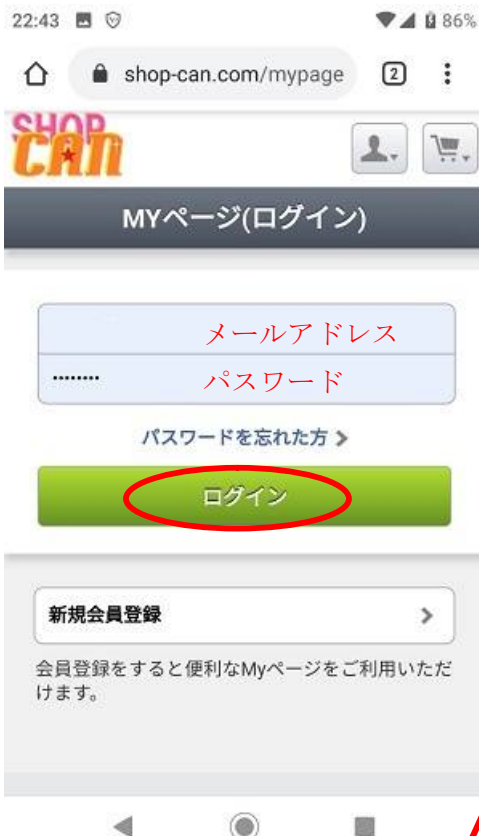 22:43
86%
shop-can.com/mypage
2
SHOP
CAN
MYページ(ログイン)
メールアドレス
........ パスワード
パスワードを忘れた方 >
ログイン
新規会員登録 >
会員登録をすると便利なMyページをご利用いただ
けます。